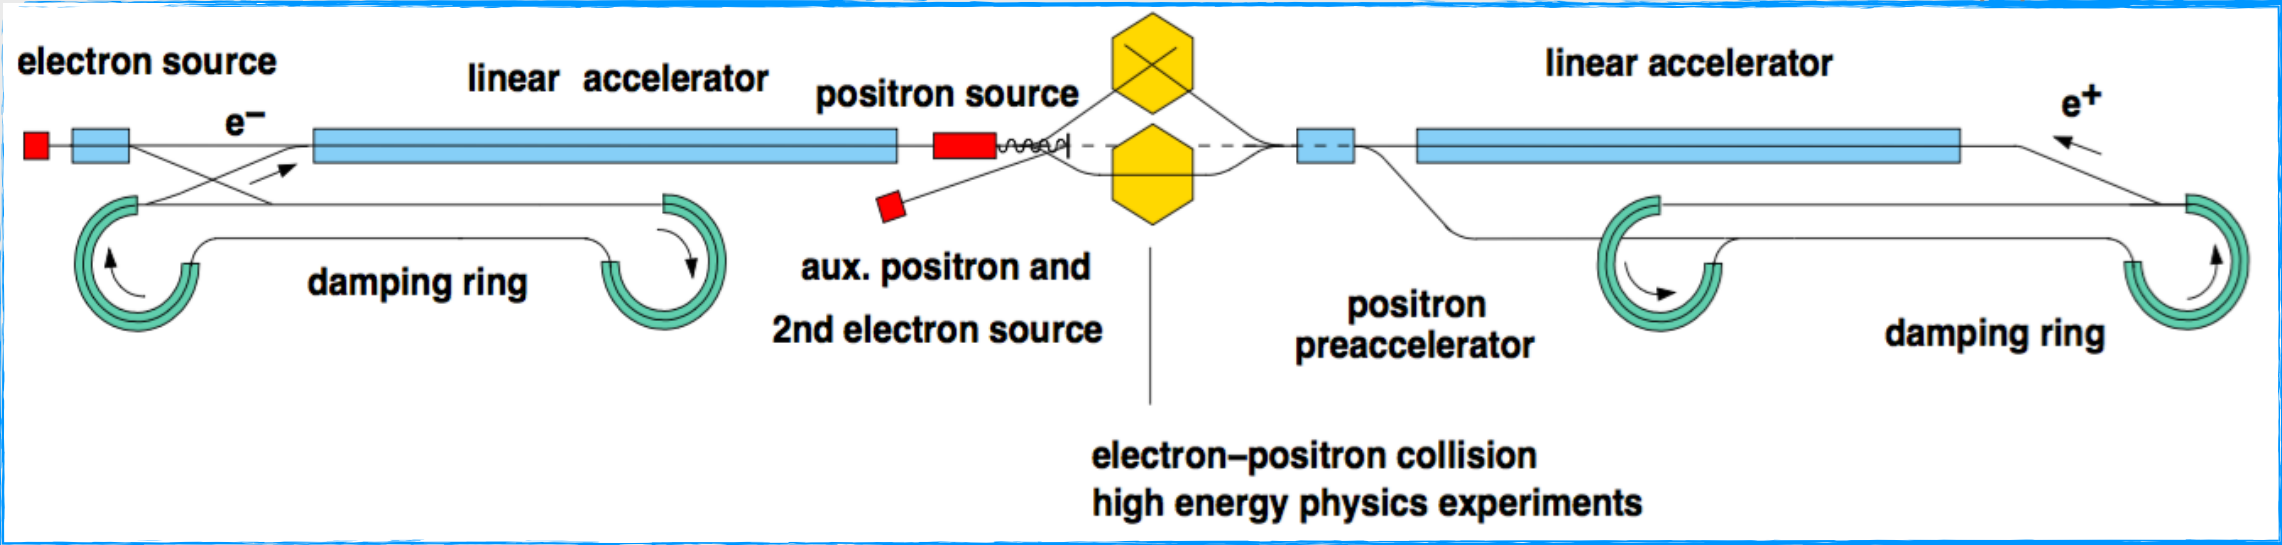 electron source
e–
linear accelerator
positron source
linear accelerator
e+
damping ring
aux. positron and
2nd electron source
positron
preaccelerator
damping ring
electron–positron collision
high energy physics experiments